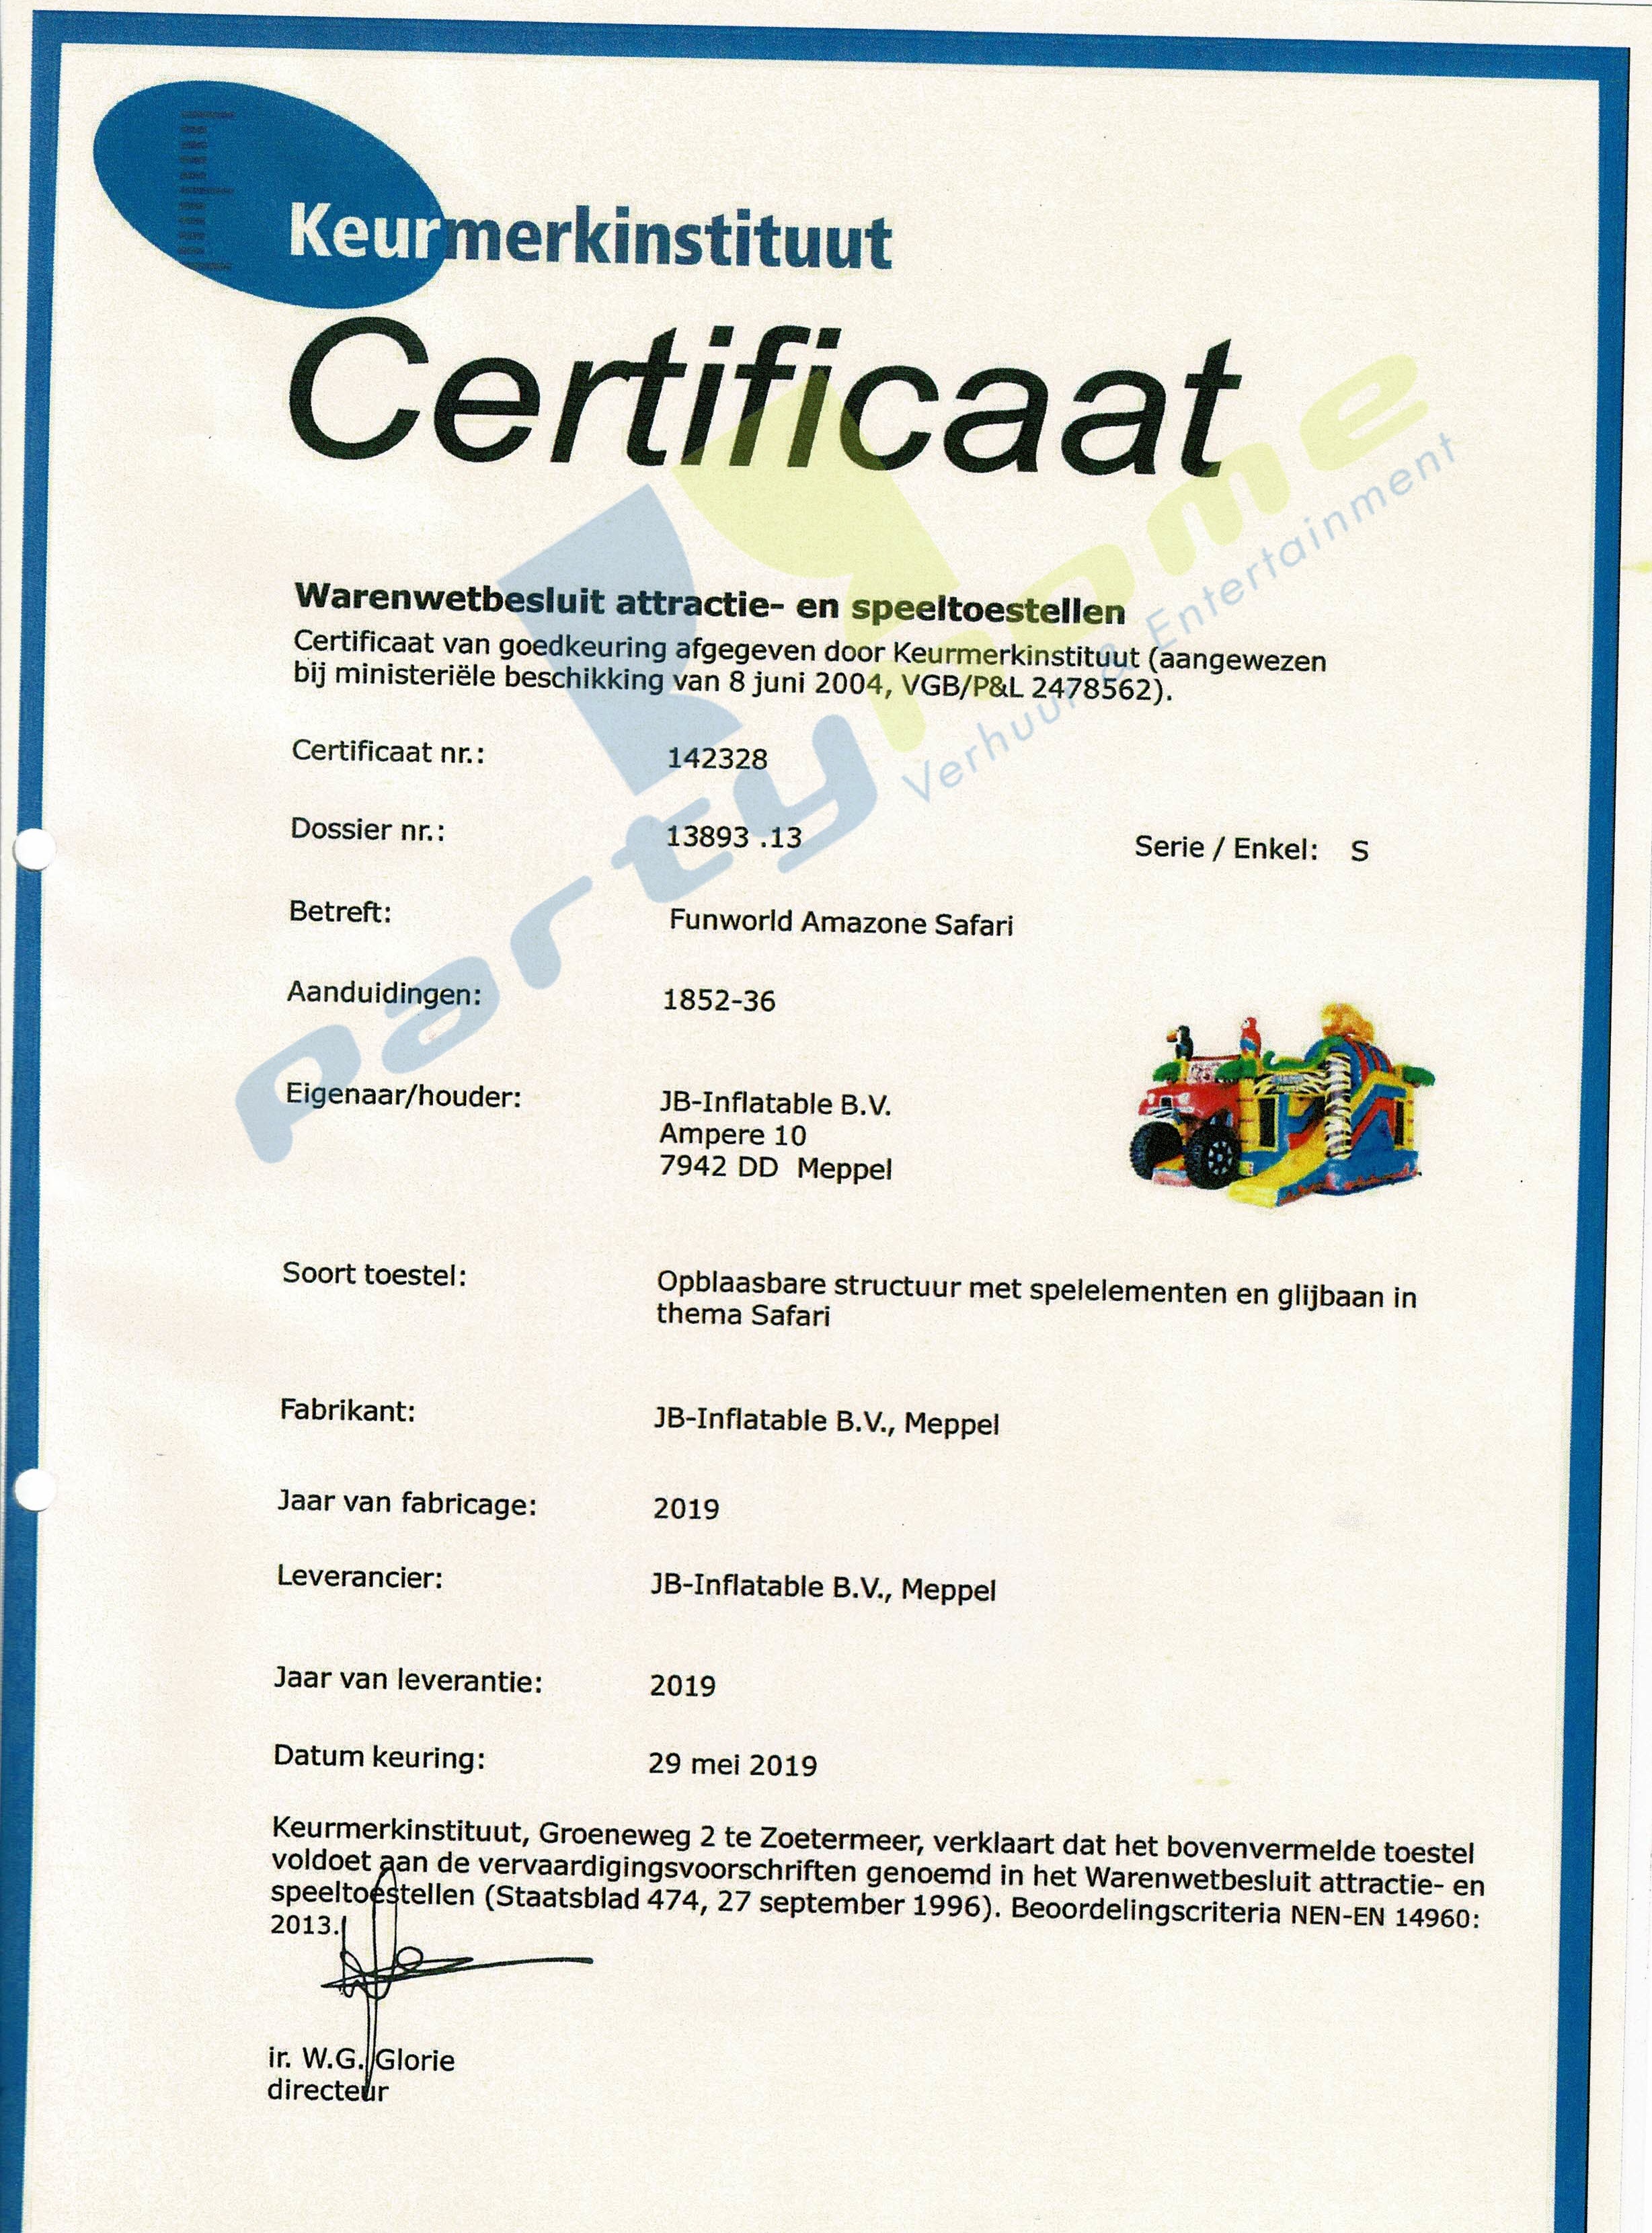 Keurmerkinstituut
Certificaat
Warenwetbesluit attractie- en speeltoestellen
Certificaat van goedkeuring afgegeven door Keurmerkinstituut (aangewezen
bij ministeriële beschikking van 8 juni 2004, VGB/P&L 2478562).
Certificaat nr.: 142328
Dossier nr.: 13893 .13 Serie / Enkel: S
Betreft: Funworld Amazone Safari
Aanduidingen: 1852-36
Eigenaar/houder: JB-Inflatable B.V.
Ampere 10
7942 DD Meppel
Soort toestel: Opblaasbare structuur met spelelementen en glijbaan in
thema Safari
Fabrikant: JB-Inflatable B.V., Meppel
Jaar van fabricage: 2019
Leverancier: JB-Inflatable B.V., Meppel
Jaar van leverantie: 2019
Datum keuring: 29 mei 2019
Keurmerkinstituut, Groeneweg 2 te Zoetermeer, verklaart dat het bovenvermelde toestel
voldoet aan de vervaardigingsvoorschriften genoemd in het Warenwetbesluit attractie- en
speeltoestellen (Staatsblad 474, 27 september 1996). Beoordelingscriteria NEN-EN 14960:
2013.
ir. W.G. Glorie
directeur
party home
Verhuur & Entertainment